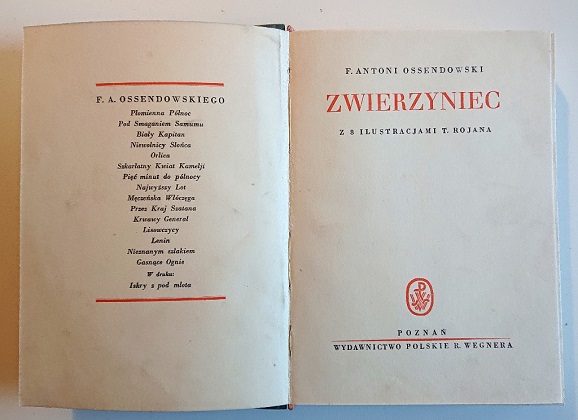 F. A. OSSENDOWSKIEGO
Płomienna Północ
Pod Smaganiem Samumu
Biały Kapitan
Niewolnicy Słońca
Orlica
Szkarłatny Kwiat Kamelji
Pięć minut do północy
Najwyższy Lot
Męczeńska Włóczęga
Przez Kraj Szatana
Krwawy Generał
Lisowczycy
Lenin
Nieznanym szlakiem
Gasnące Ognie
W druku:
Iskry z pod młota
F. ANTONI OSSENDOWSKI
ZWIERZYNIEC
Z 8 ILUSTRACJAMI T. ROJANA
POZNAŃ
WYDAWNICTWO POLSKIE R. WEGNERA